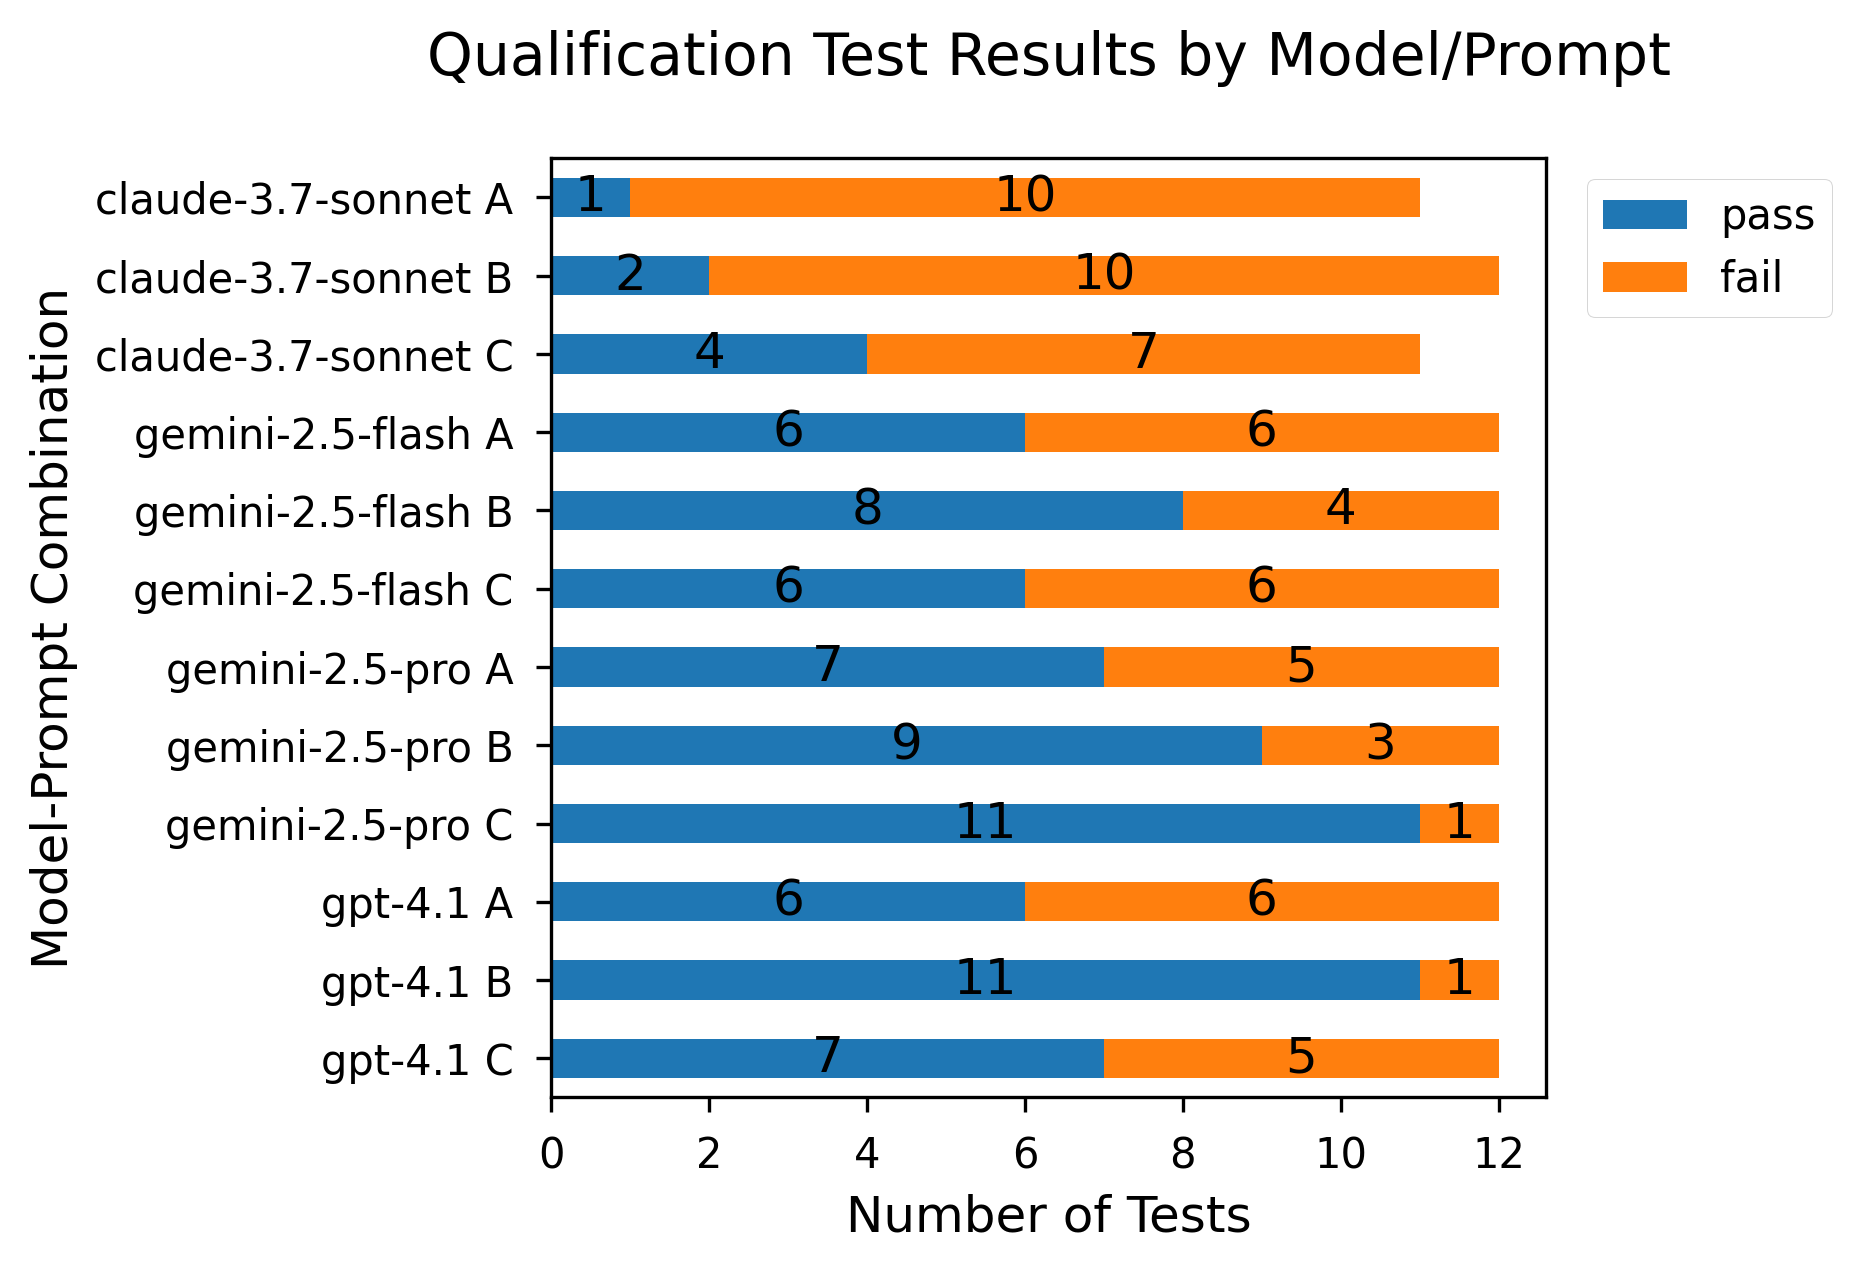 Qualification Test Results by Model/Prompt
Model-Prompt Combination
claude-3.7-sonnet A 1 10
claude-3.7-sonnet B 2 10
claude-3.7-sonnet C 4 7
gemini-2.5-flash A 6 6
gemini-2.5-flash B 8 4
gemini-2.5-flash C 6 6
gemini-2.5-pro A 7 5
gemini-2.5-pro B 9 3
gemini-2.5-pro C 11 1
gpt-4.1 A 6 6
gpt-4.1 B 11 1
gpt-4.1 C 7 5
0 2 4 6 8 10 12
Number of Tests
pass
fail